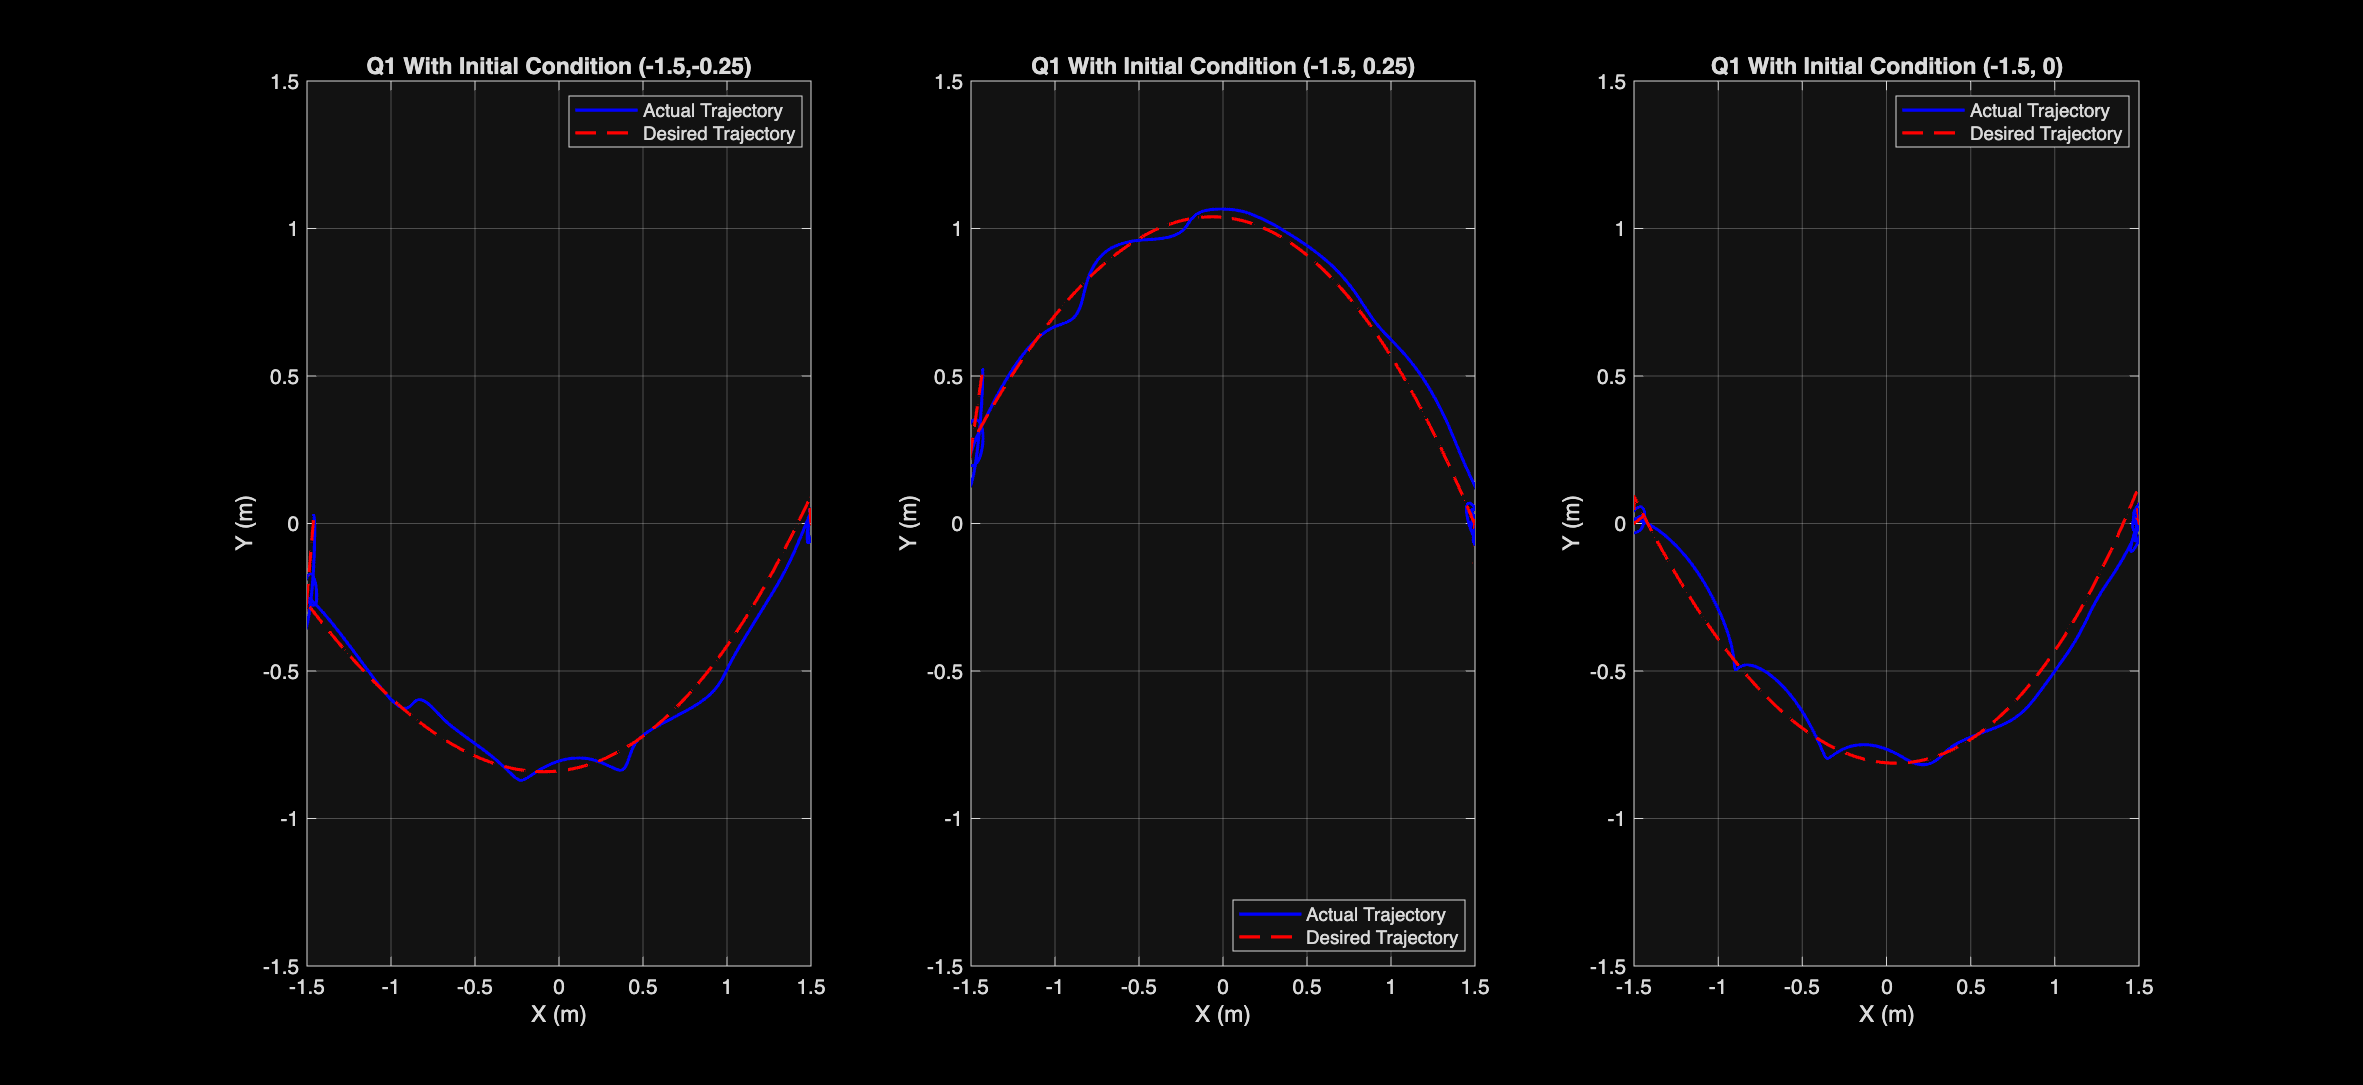 Q1 With Initial Condition (-1.5,-0.25)
1.5
1
0.5
0
-0.5
-1
-1.5
Y (m)
-1.5 -1 -0.5 0 0.5 1 1.5
X (m)
Actual Trajectory
Desired Trajectory
Q1 With Initial Condition (-1.5, 0.25)
1.5
1
0.5
0
-0.5
-1
-1.5
Y (m)
-1.5 -1 -0.5 0 0.5 1 1.5
X (m)
Actual Trajectory
Desired Trajectory
Q1 With Initial Condition (-1.5, 0)
1.5
1
0.5
0
-0.5
-1
-1.5
Y (m)
-1.5 -1 -0.5 0 0.5 1 1.5
X (m)
Actual Trajectory
Desired Trajectory